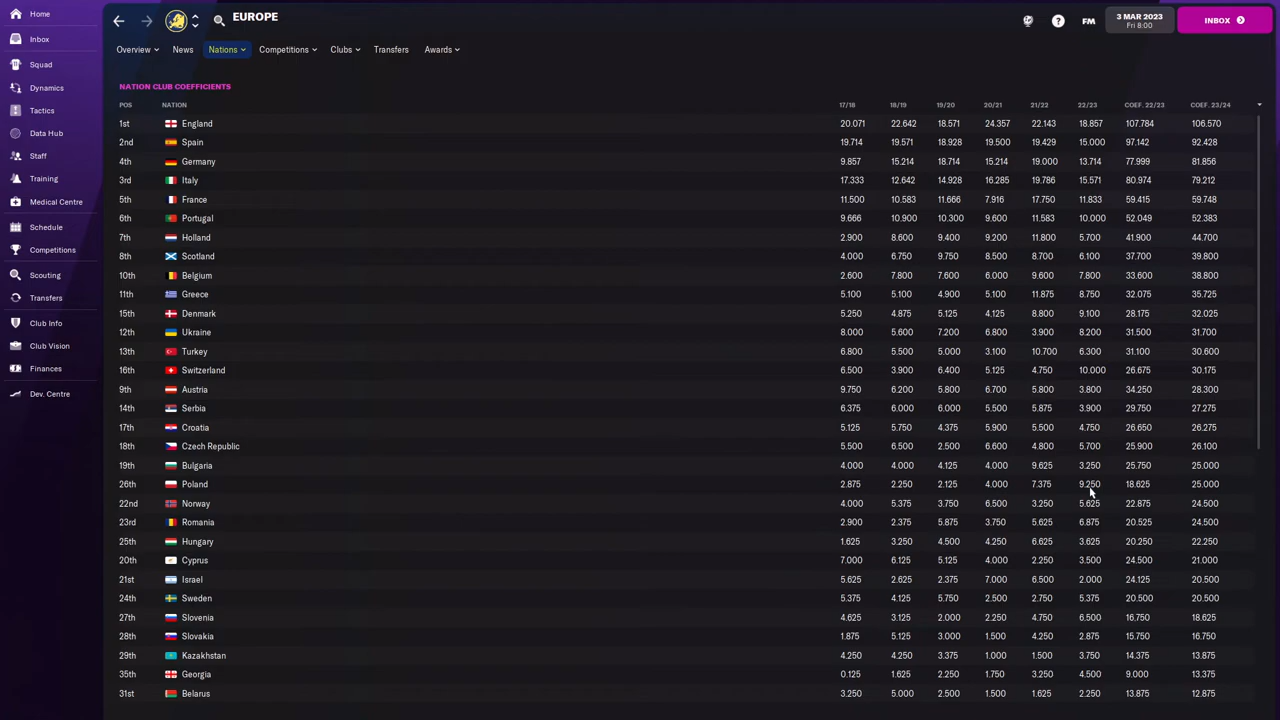 EUROPE
3 MAR 2023
Fri 8:00
FM
INBOX
Home
Inbox
Squad
Dynamics
Tactics
Data Hub
Staff
Training
Medical Centre
Schedule
Competitions
Scouting
Transfers
Club Info
Club Vision
Finances
Dev. Centre
Overview News Nations Competitions Clubs Transfers Awards
NATION CLUB COEFFICIENTS
POS NATION 17/18 18/19 19/20 20/21 21/22 22/23 COEF. 22/23 COEF. 23/24
1st England 20.071 22.642 18.571 24.357 22.143 18.857 107.784 106.570
2nd Spain 19.714 19.571 18.928 19.500 19.429 15.000 97.142 92.428
4th Germany 9.857 15.214 18.714 15.214 19.000 13.714 77.999 81.856
3rd Italy 17.333 12.642 14.928 16.285 19.786 15.571 80.974 79.212
5th France 11.500 10.583 11.666 7.916 17.750 11.833 59.415 59.748
6th Portugal 9.666 10.900 10.300 9.600 11.583 10.000 52.049 52.383
7th Holland 2.900 8.600 9.400 9.200 11.800 5.700 41.900 44.700
8th Scotland 4.000 6.750 9.750 8.500 8.700 6.100 37.700 39.800
10th Belgium 2.600 7.800 7.600 6.000 9.600 7.800 33.600 38.800
11th Greece 5.100 5.100 4.900 5.100 11.875 8.750 32.075 35.725
15th Denmark 5.250 4.875 5.125 4.125 8.800 9.100 28.175 32.025
12th Ukraine 8.000 5.600 7.200 6.800 3.900 8.200 31.500 31.700
13th Turkey 6.800 5.500 5.000 3.100 10.700 6.300 31.100 30.600
16th Switzerland 6.500 3.900 6.400 5.125 4.750 10.000 26.675 30.175
9th Austria 9.750 6.200 5.800 6.700 5.800 3.800 34.250 28.300
14th Serbia 6.375 6.000 6.000 5.500 5.875 3.900 29.750 27.275
17th Croatia 5.125 5.750 4.375 5.900 5.500 4.750 26.650 26.275
18th Czech Republic 5.500 6.500 2.500 6.600 4.800 5.700 25.900 26.100
19th Bulgaria 4.000 4.000 4.125 4.000 9.625 3.250 25.750 25.000
26th Poland 2.875 2.250 2.125 4.000 7.375 9.250 18.625 25.000
22nd Norway 4.000 5.375 3.750 6.500 3.250 5.625 22.875 24.500
23rd Romania 2.900 2.375 5.875 3.750 5.625 6.875 20.525 24.500
25th Hungary 1.625 3.250 4.500 4.250 6.625 3.625 20.250 22.250
20th Cyprus 7.000 6.125 5.125 4.000 2.250 3.500 24.500 21.000
21st Israel 5.625 2.625 2.375 7.000 6.500 2.000 24.125 20.500
24th Sweden 5.375 4.125 5.750 2.500 2.750 5.375 20.500 20.500
27th Slovenia 4.625 3.125 2.000 2.250 4.750 6.500 16.750 18.625
28th Slovakia 1.875 5.125 3.000 1.500 4.250 2.875 15.750 16.750
29th Kazakhstan 4.250 4.250 3.375 1.000 1.500 3.750 14.375 13.875
35th Georgia 0.125 1.625 2.250 1.750 3.250 4.500 9.000 13.375
31st Belarus 3.250 5.000 2.500 1.500 1.625 2.250 13.875 12.875